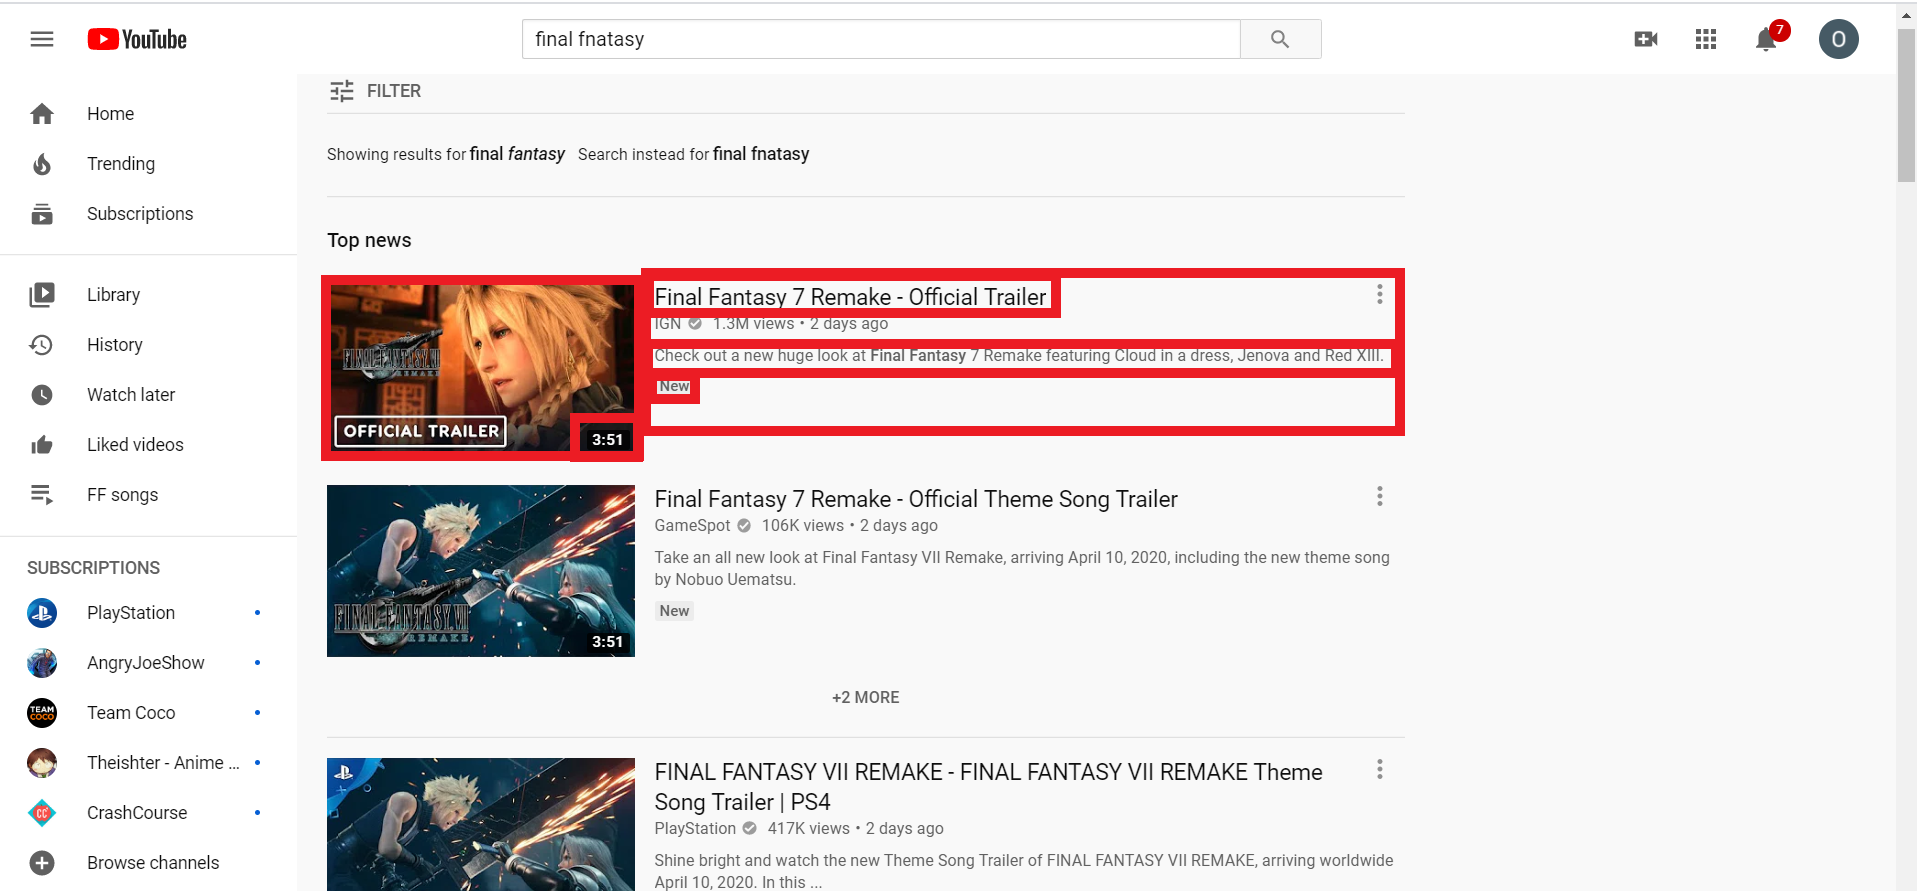 YouTube
final fnatasy
7
O
Home
Trending
Subscriptions
Library
History
Watch later
Liked videos
FF songs
SUBSCRIPTIONS
PlayStation
AngryJoeShow
TEAM COCO
Team Coco
Theishter - Anime ...
CC
CrashCourse
Browse channels
FILTER
Showing results for final fantasy Search instead for final fnatasy
Top news
FINAL FANTASY VII
OFFICIAL TRAILER
3:51
Final Fantasy 7 Remake - Official Trailer
IGN 1.3M views • 2 days ago
Check out a new huge look at Final Fantasy 7 Remake featuring Cloud in a dress, Jenova and Red XIII.
New
FINAL FANTASY VII
REMAKE
3:51
Final Fantasy 7 Remake - Official Theme Song Trailer
GameSpot 106K views • 2 days ago
Take an all new look at Final Fantasy VII Remake, arriving April 10, 2020, including the new theme song
by Nobuo Uematsu.
New
+2 MORE
FINAL FANTASY VII REMAKE - FINAL FANTASY VII REMAKE Theme
Song Trailer | PS4
PlayStation 417K views • 2 days ago
Shine bright and watch the new Theme Song Trailer of FINAL FANTASY VII REMAKE, arriving worldwide
April 10, 2020. In this ...